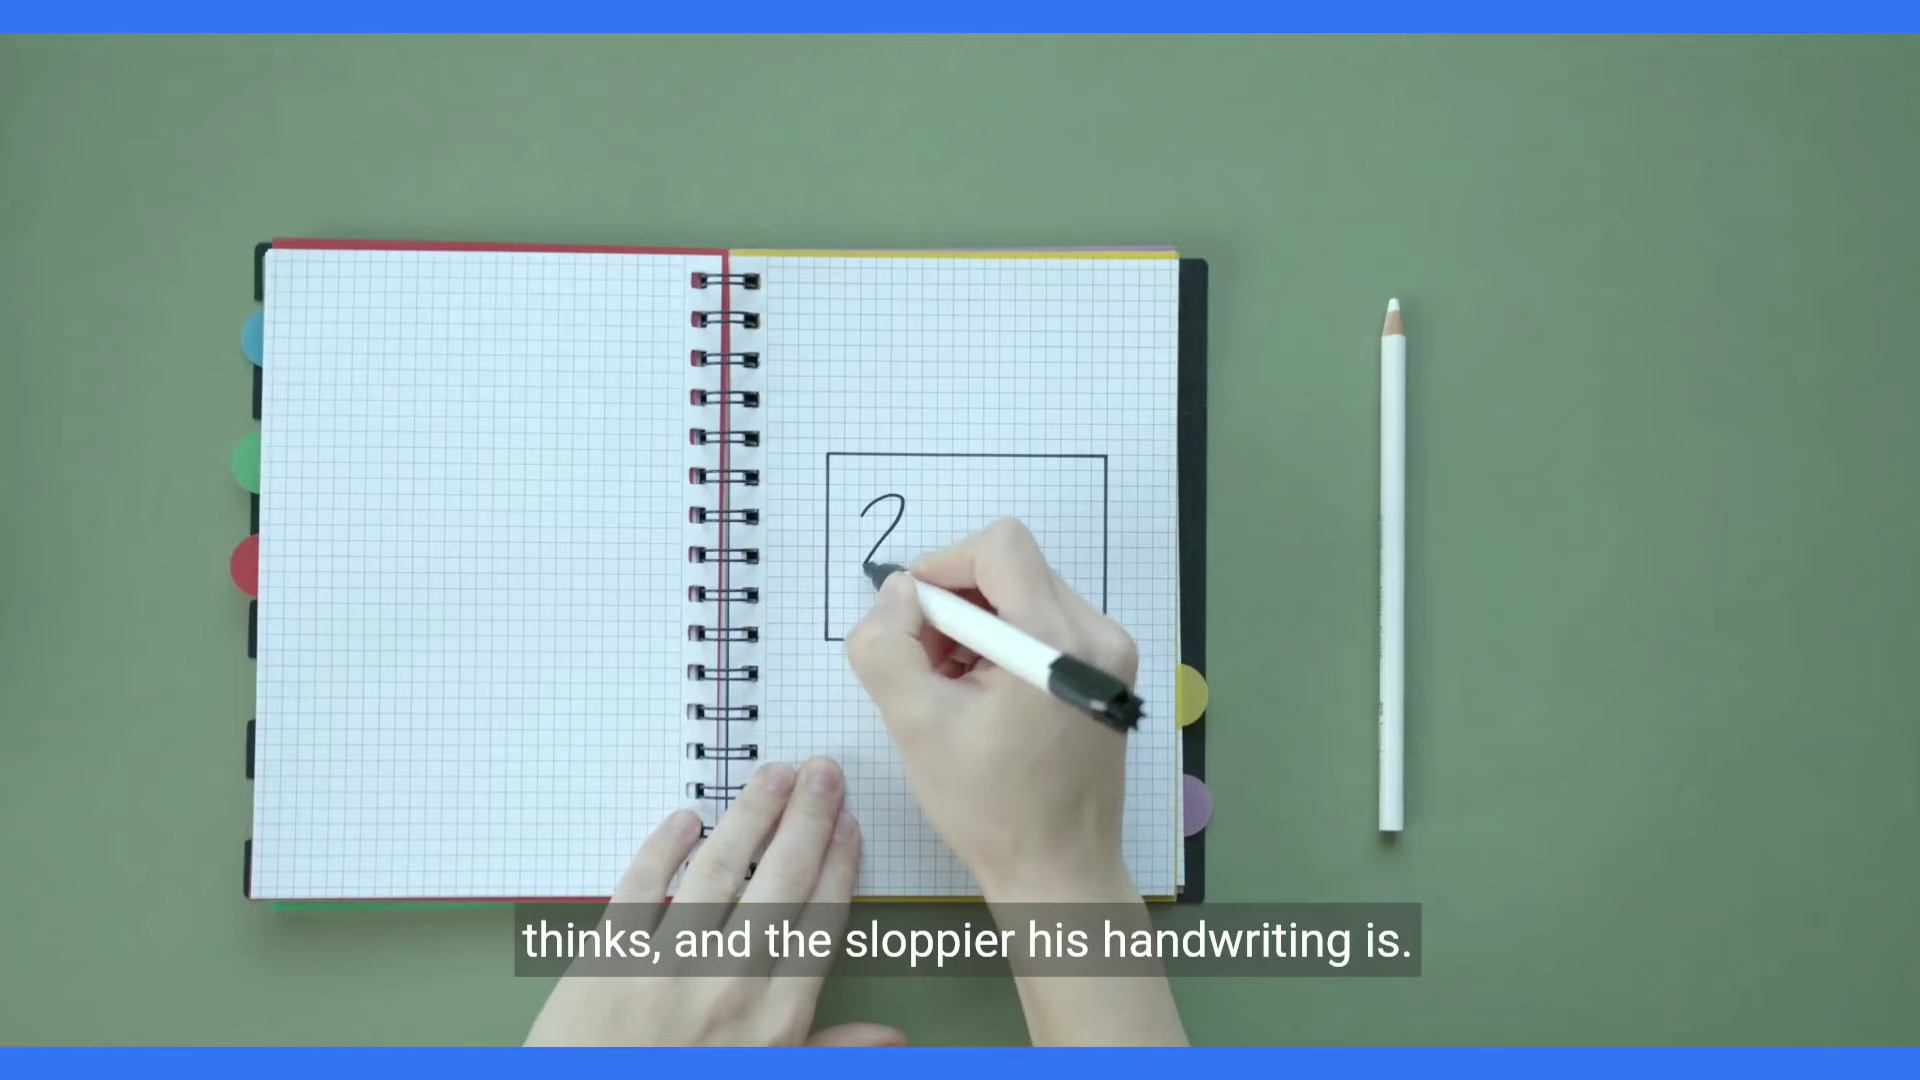 2
thinks, and the sloppier his handwriting is.